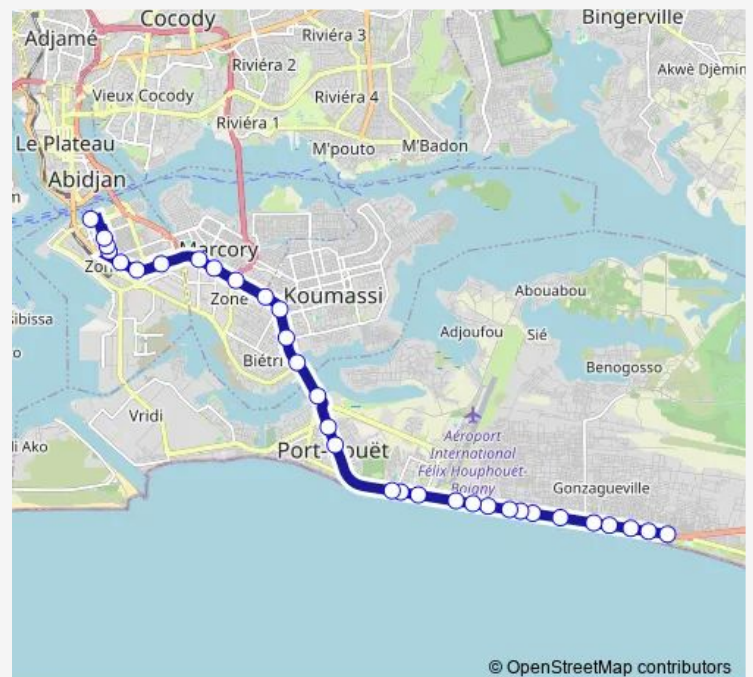 Cocody
Bingerville
Adjamé
Riviéra 3
Riviéra 2
Akwè Djèmin
Vieux Cocody
Riviéra 4
Riviéra 1
Le Plateau
M'pouto
M'Badon
Abidjan
Marcory
Zon
Zone
Koumassi
Abouabou
Adjoufou
Sié
Biétri
Benogosso
Vridi
Port-Bouët
Aéroport
International
Félix Houphouët-
Boigny
Gonzagueville
© OpenStreetMap contributors